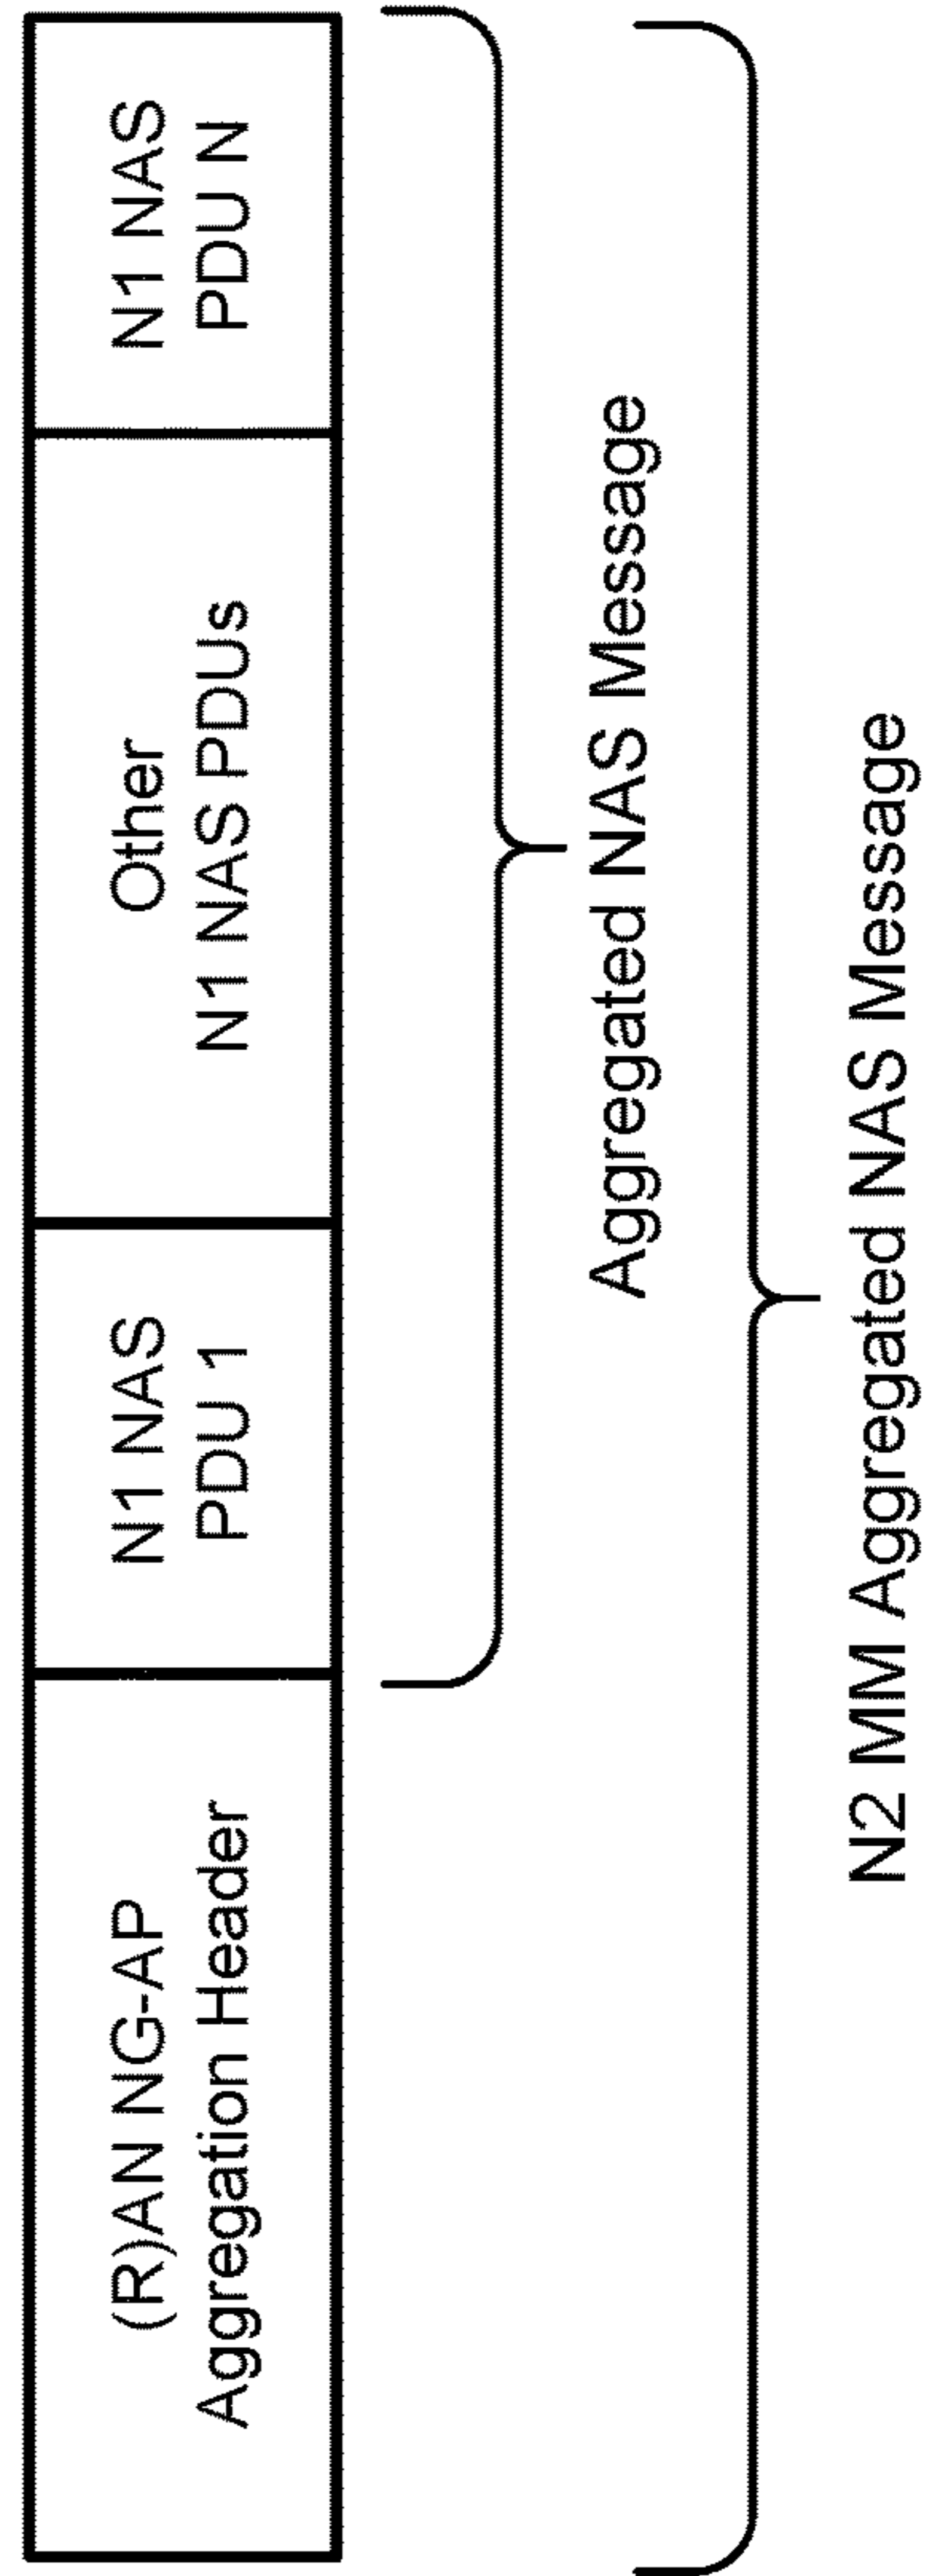 (R)AN NG-AP
Aggregation Header
N1 NAS
PDU 1
Other
N1 NAS PDUs
N1 NAS
PDU N
Aggregated NAS Message
N2 MM Aggregated NAS Message